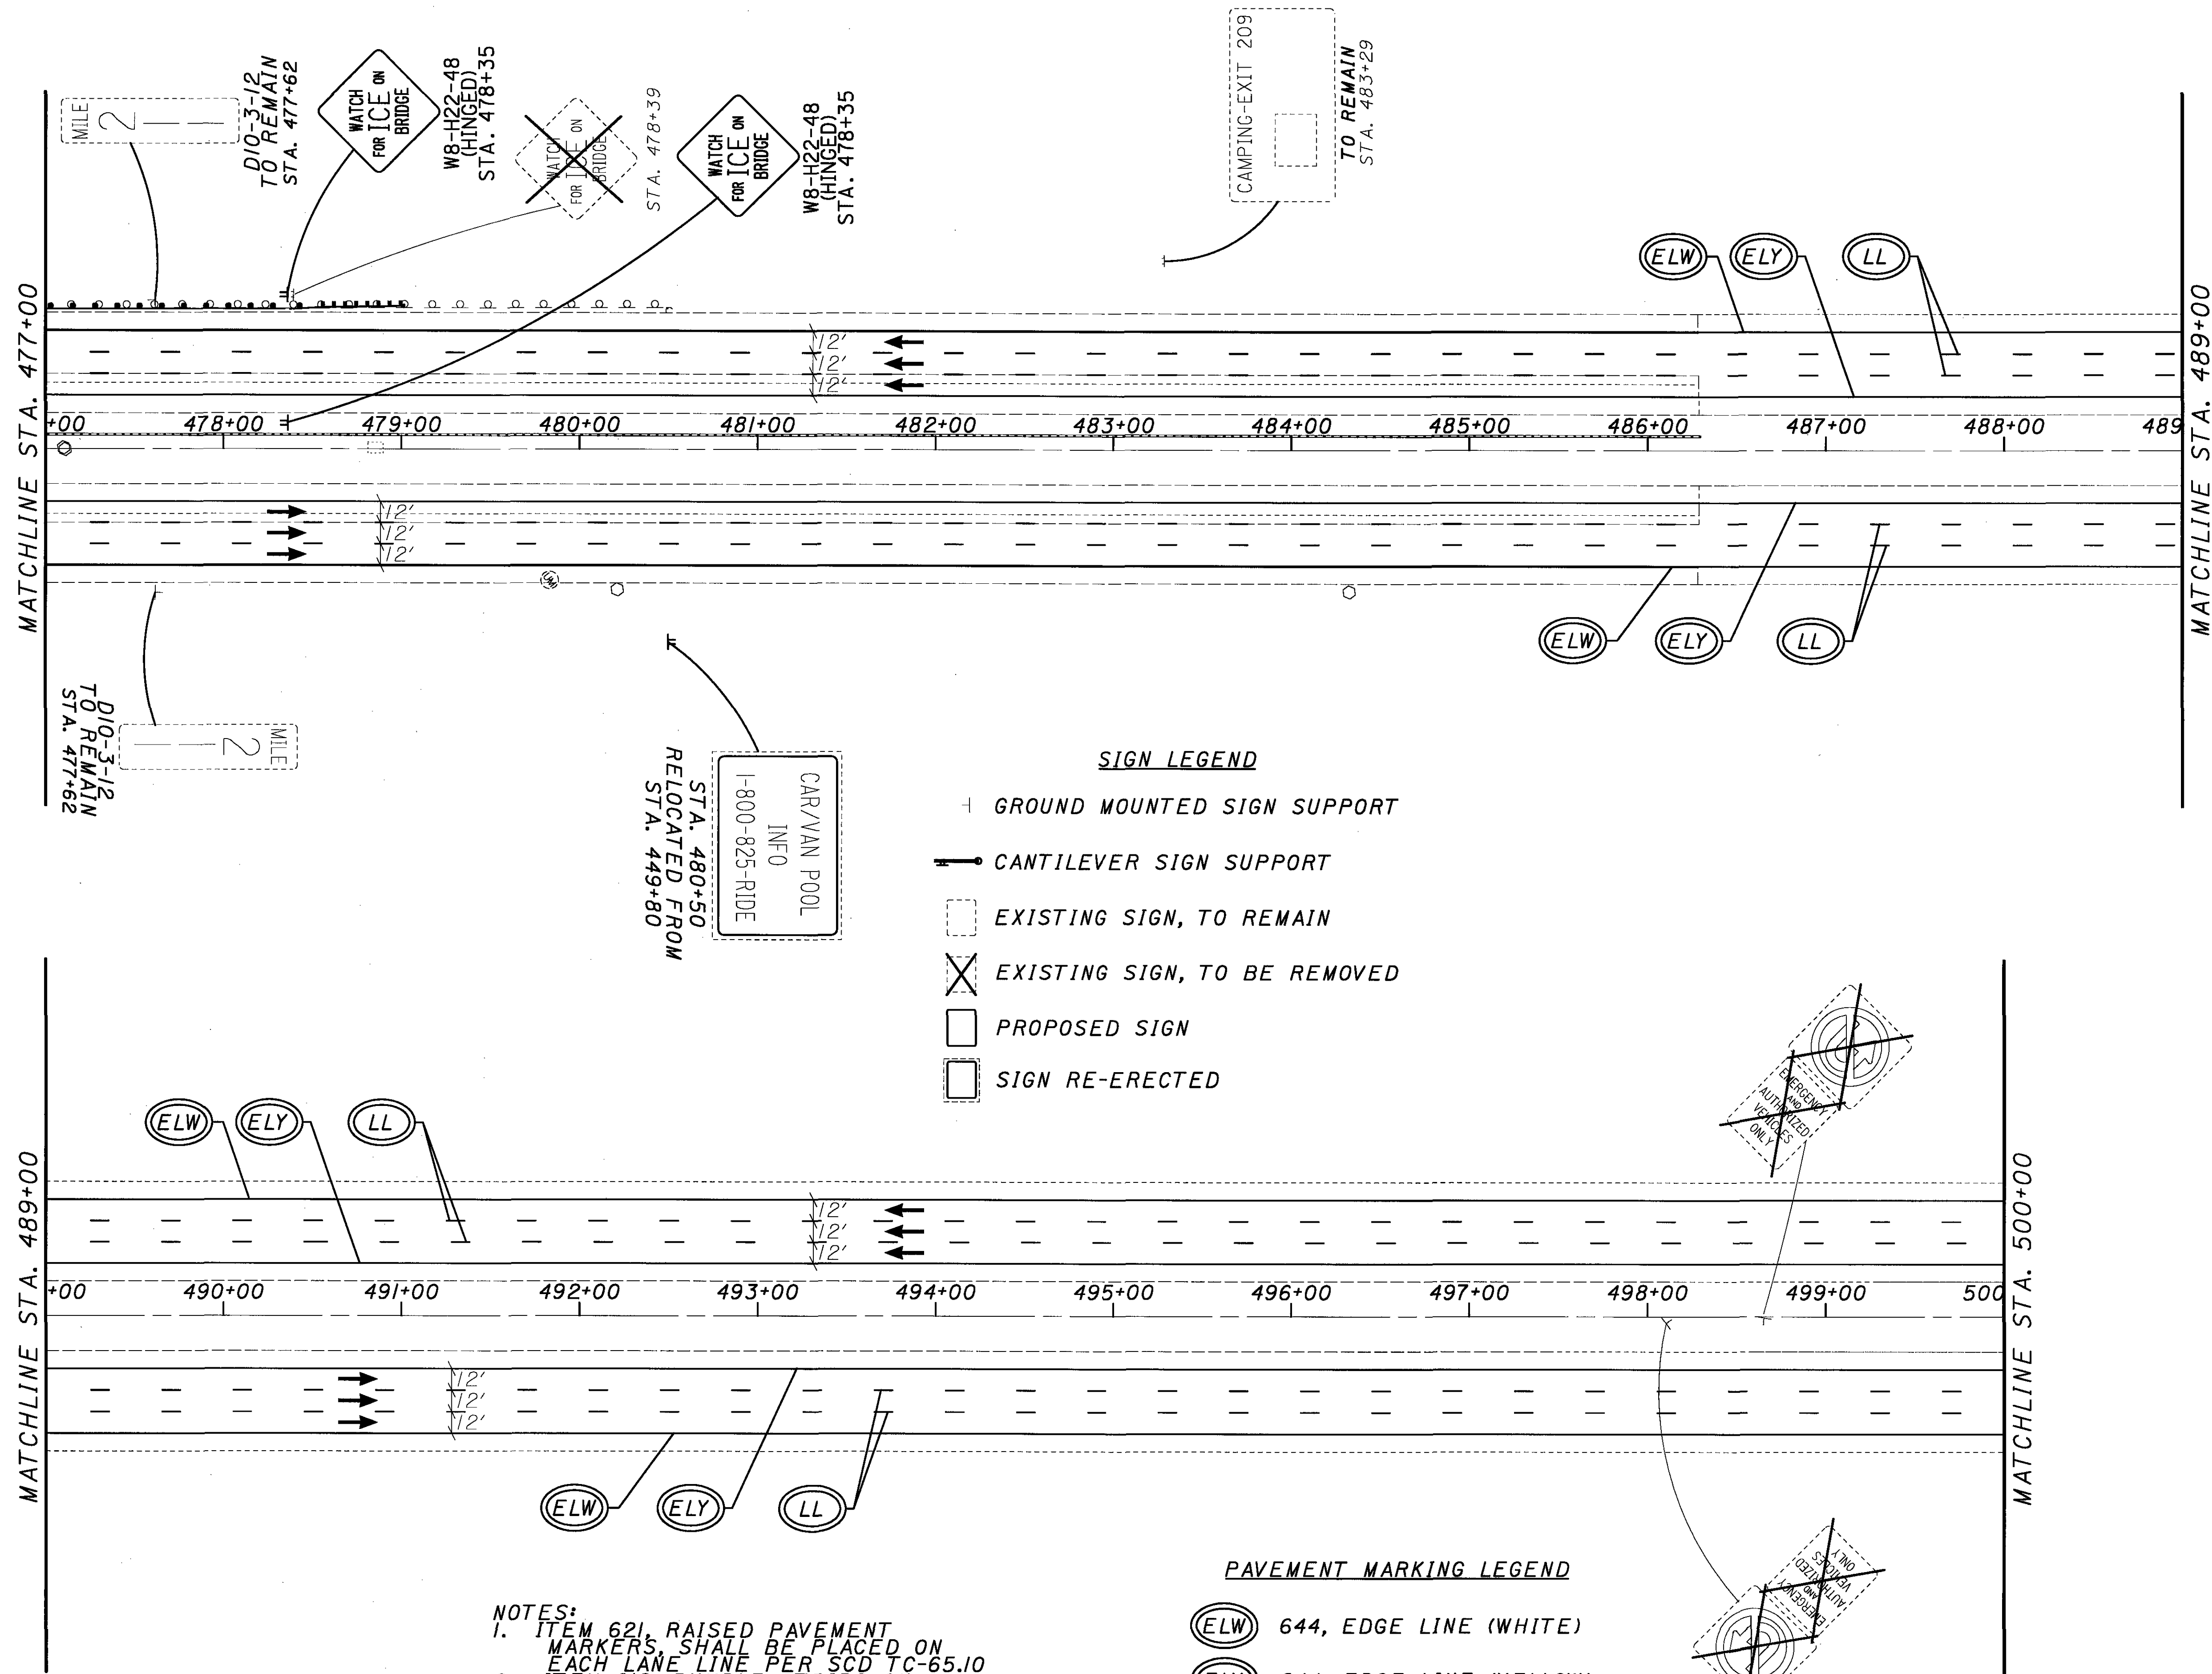 MILE
2
D10-3-12
TO REMAIN
STA. 477+62
WATCH
FOR ICE ON
BRIDGE
W8-H22-48
(HINGED)
STA. 478+35
WATCH
FOR ICE ON
BRIDGE
STA. 478+39
WATCH
FOR ICE ON
BRIDGE
W8-H22-48
(HINGED)
STA. 478+35
CAMPING-EXIT 209
TO REMAIN
STA. 483+29
ELW
ELY
LL
MATCHLINE STA. 477+00
12'
12'
12'
+00 478+00 479+00 480+00 481+00 482+00 483+00 484+00 485+00 486+00 487+00 488+00 489
12'
12'
12'
MATCHLINE STA. 489+00
ELW
ELY
LL
D10-3-12
TO REMAIN
STA. 477+62
MILE
2
STA. 480+50
RELOCATED FROM
STA. 449+80
CAR/VAN POOL
INFO
1-800-825-RIDE
SIGN LEGEND
GROUND MOUNTED SIGN SUPPORT
CANTILEVER SIGN SUPPORT
EXISTING SIGN, TO REMAIN
EXISTING SIGN, TO BE REMOVED
PROPOSED SIGN
SIGN RE-ERECTED
EMERGENCY
AND
AUTHORIZED
VEHICLES
ONLY
ELW
ELY
LL
MATCHLINE STA. 489+00
12'
12'
12'
+00 490+00 491+00 492+00 493+00 494+00 495+00 496+00 497+00 498+00 499+00 500
12'
12'
12'
MATCHLINE STA. 500+00
ELW
ELY
LL
EMERGENCY
AND
AUTHORIZED
VEHICLES
ONLY
PAVEMENT MARKING LEGEND
ELW 644, EDGE LINE (WHITE)
NOTES:
1. ITEM 621, RAISED PAVEMENT
MARKERS, SHALL BE PLACED ON
EACH LANE LINE PER SCD TC-65.10